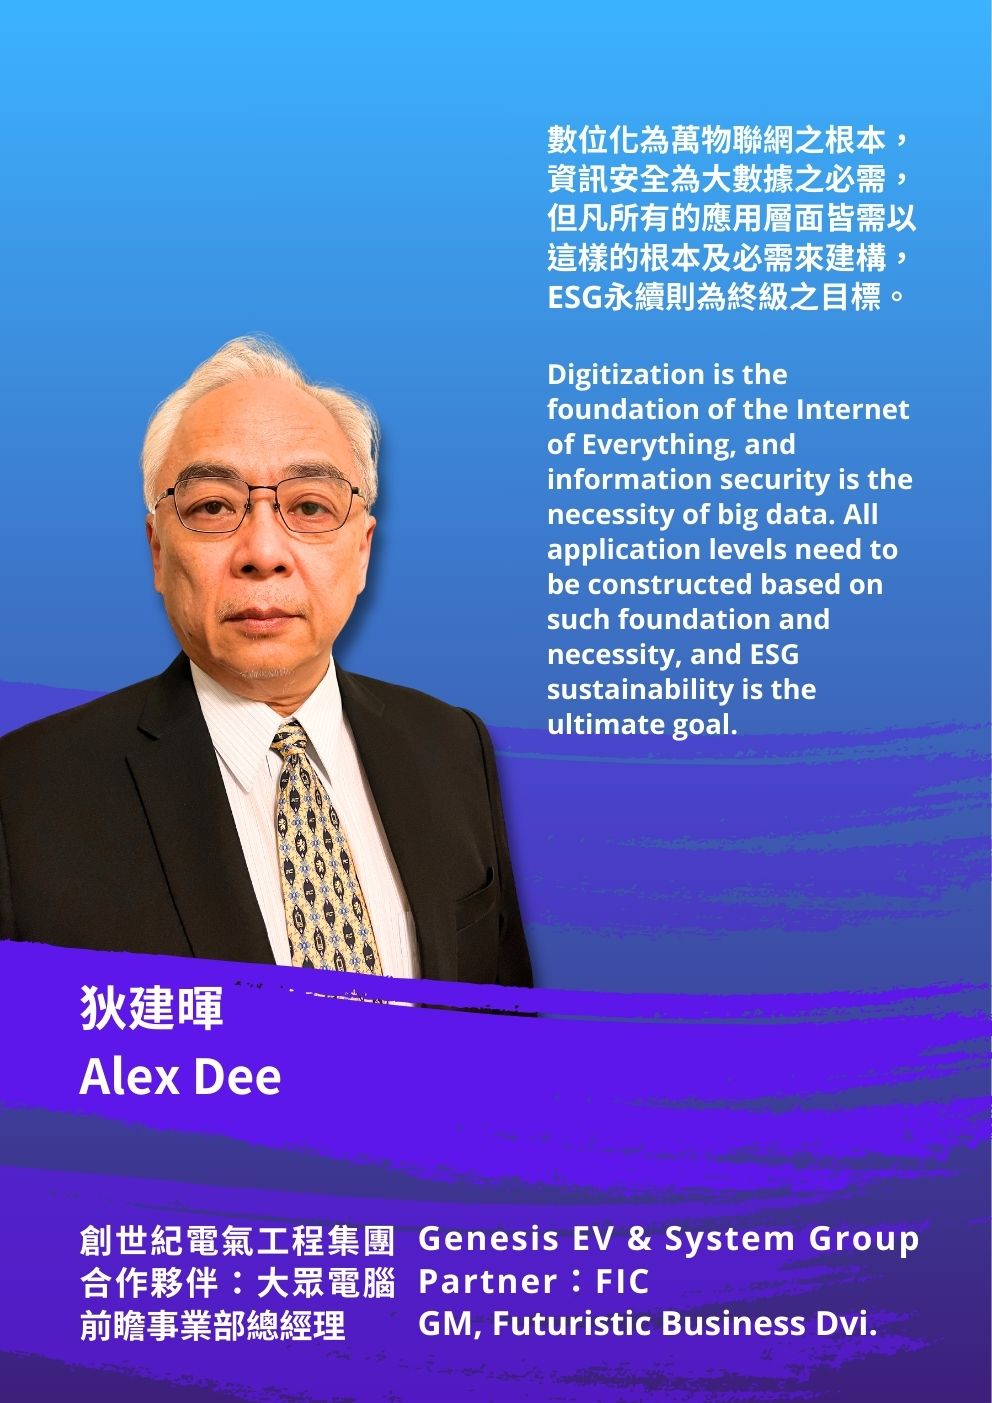 數位化為萬物聯網之根本，
資訊安全為大數據之必需，
但凡所有的應用層面皆需以
這樣的根本及必需來建構，
ESG永續則為終級之目標。
Digitization is the
foundation of the Internet
of Everything, and
information security is the
necessity of big data. All
application levels need to
be constructed based on
such foundation and
necessity, and ESG
sustainability is the
ultimate goal.
狄建暉
Alex Dee
創世紀電氣工程集團
合作夥伴：大眾電腦
前瞻事業部總經理
Genesis EV & System Group
Partner：FIC
GM, Futuristic Business Dvi.